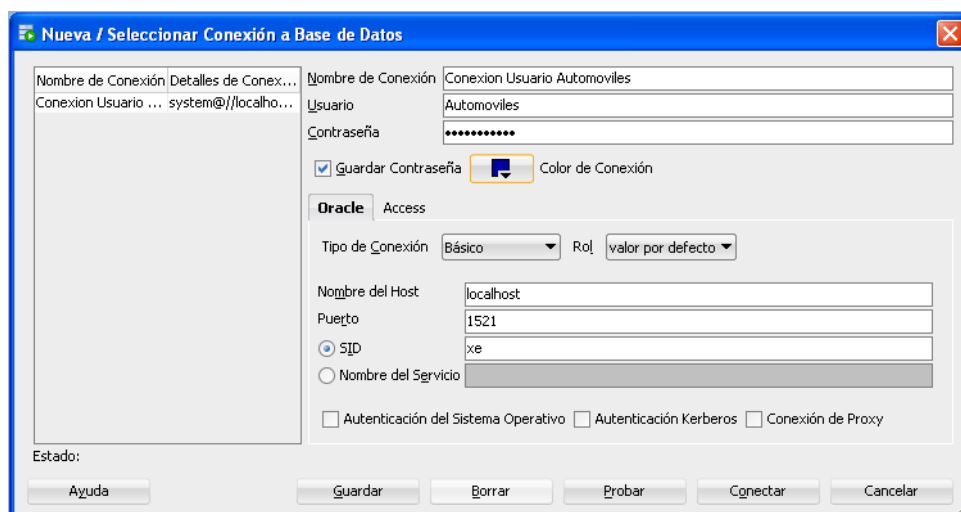 Nueva / Seleccionar Conexión a Base de Datos
Nombre de Conexión Detalles de Conex...
Conexion Usuario ... system@//localho...
Nombre de Conexión Conexion Usuario Automoviles
Usuario Automoviles
Contraseña •••••••••••
Guardar Contraseña Color de Conexión
Oracle Access
Tipo de Conexión Básico Rol valor por defecto
Nombre del Host localhost
Puerto 1521
SID xe
Nombre del Servicio
Autenticación del Sistema Operativo Autenticación Kerberos Conexión de Proxy
Estado:
Ayuda Guardar Borrar Probar Conectar Cancelar